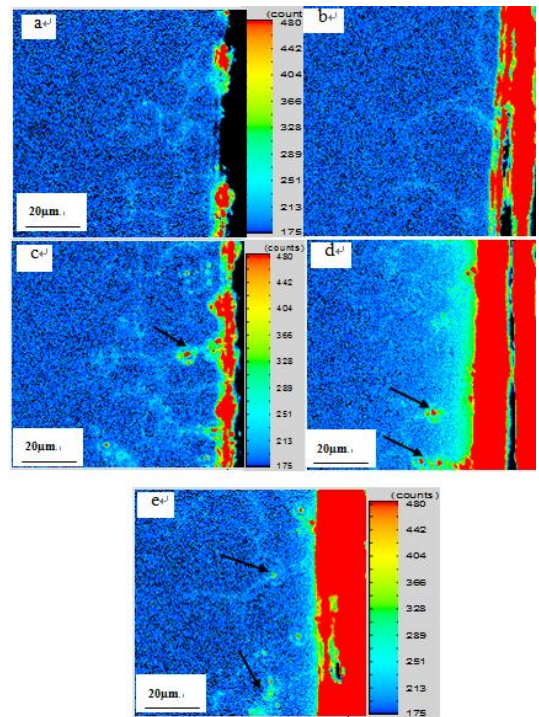 a↵
(count
480
442
404
366
328
289
251
213
175
20µm.
b↵
c↵
(counts)
480
442
404
366
328
289
251
213
175
20µm.
d↵
20µm.
e↵
(counts)
480
442
404
366
328
289
251
213
175
20µm.